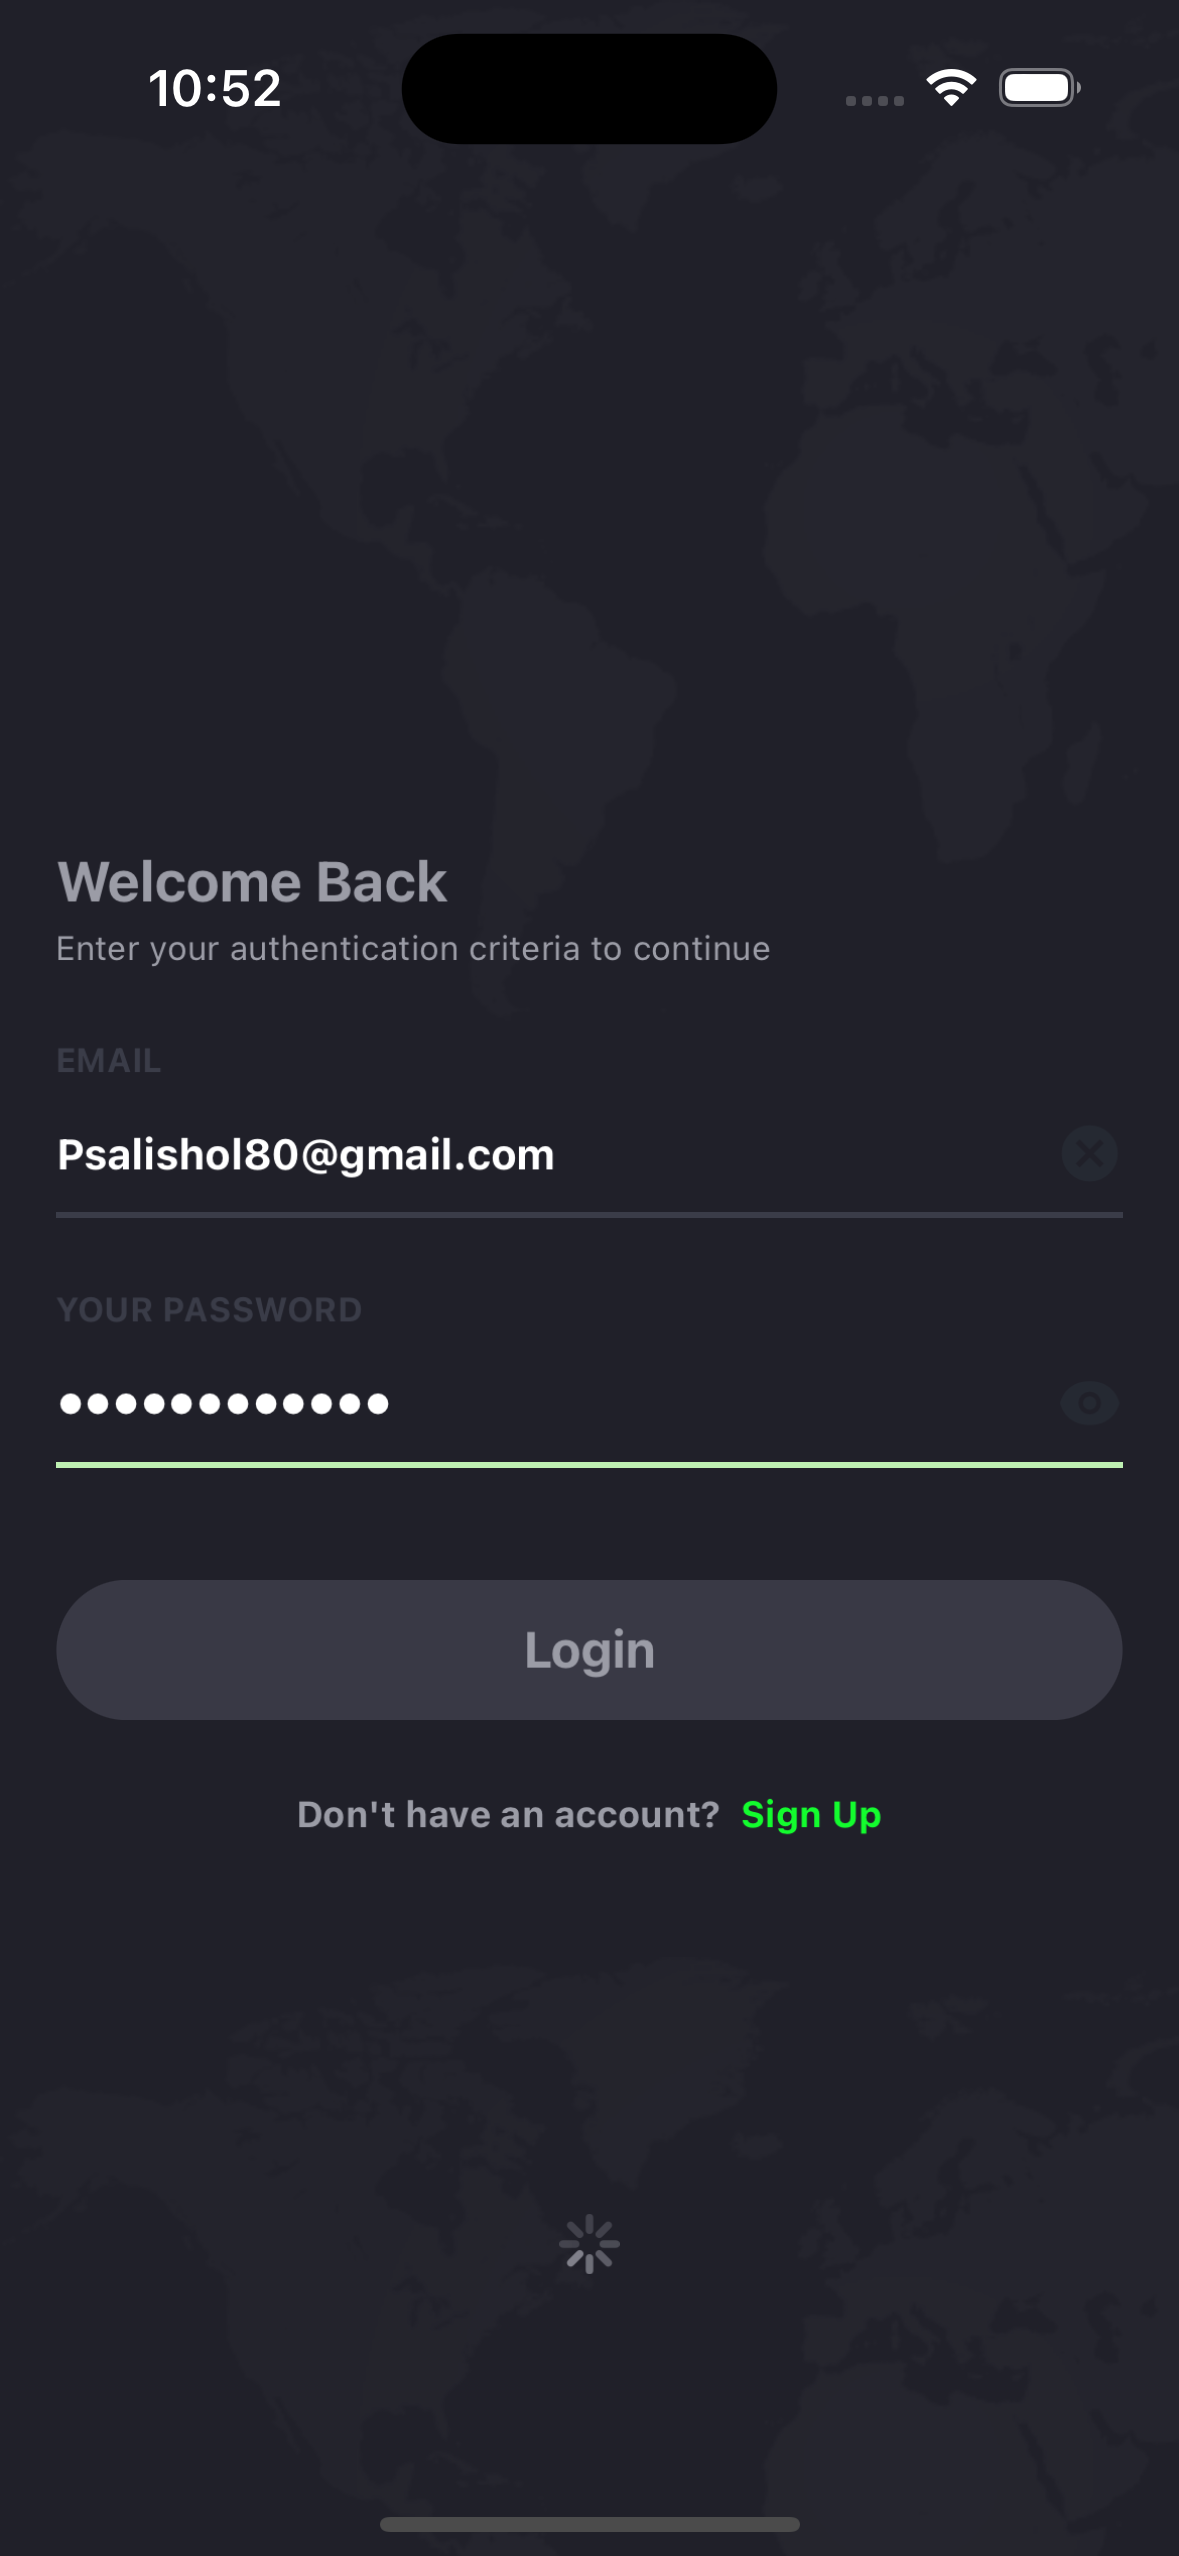 10:52
Welcome Back
Enter your authentication criteria to continue
EMAIL
Psalishol80@gmail.com
YOUR PASSWORD
••••••••••••
Login
Don't have an account? Sign Up